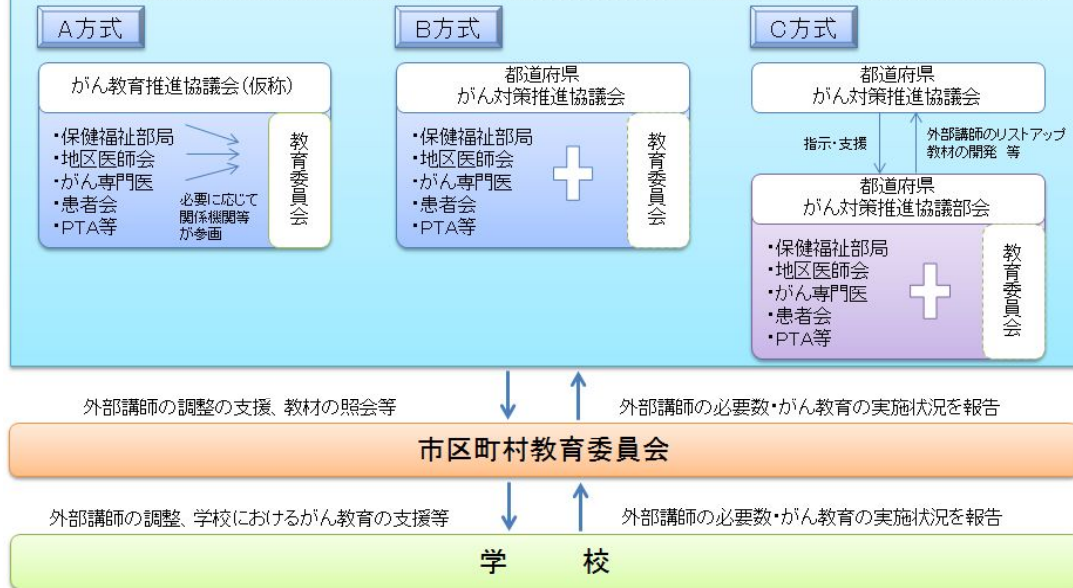 A方式
がん教育推進協議会(仮称)
・保健福祉部局
・地区医師会
・がん専門医
・患者会
・PTA等
必要に応じて
関係機関等
が参画
教育委員会
B方式
都道府県
がん対策推進協議会
・保健福祉部局
・地区医師会
・がん専門医
・患者会
・PTA等
教育委員会
C方式
都道府県
がん対策推進協議会
指示・支援
外部講師のリストアップ
教材の開発 等
都道府県
がん対策推進協議部会
・保健福祉部局
・地区医師会
・がん専門医
・患者会
・PTA等
教育委員会
外部講師の調整の支援、教材の照会等
外部講師の必要数・がん教育の実施状況を報告
市区町村教育委員会
外部講師の調整、学校におけるがん教育の支援等
外部講師の必要数・がん教育の実施状況を報告
学 校